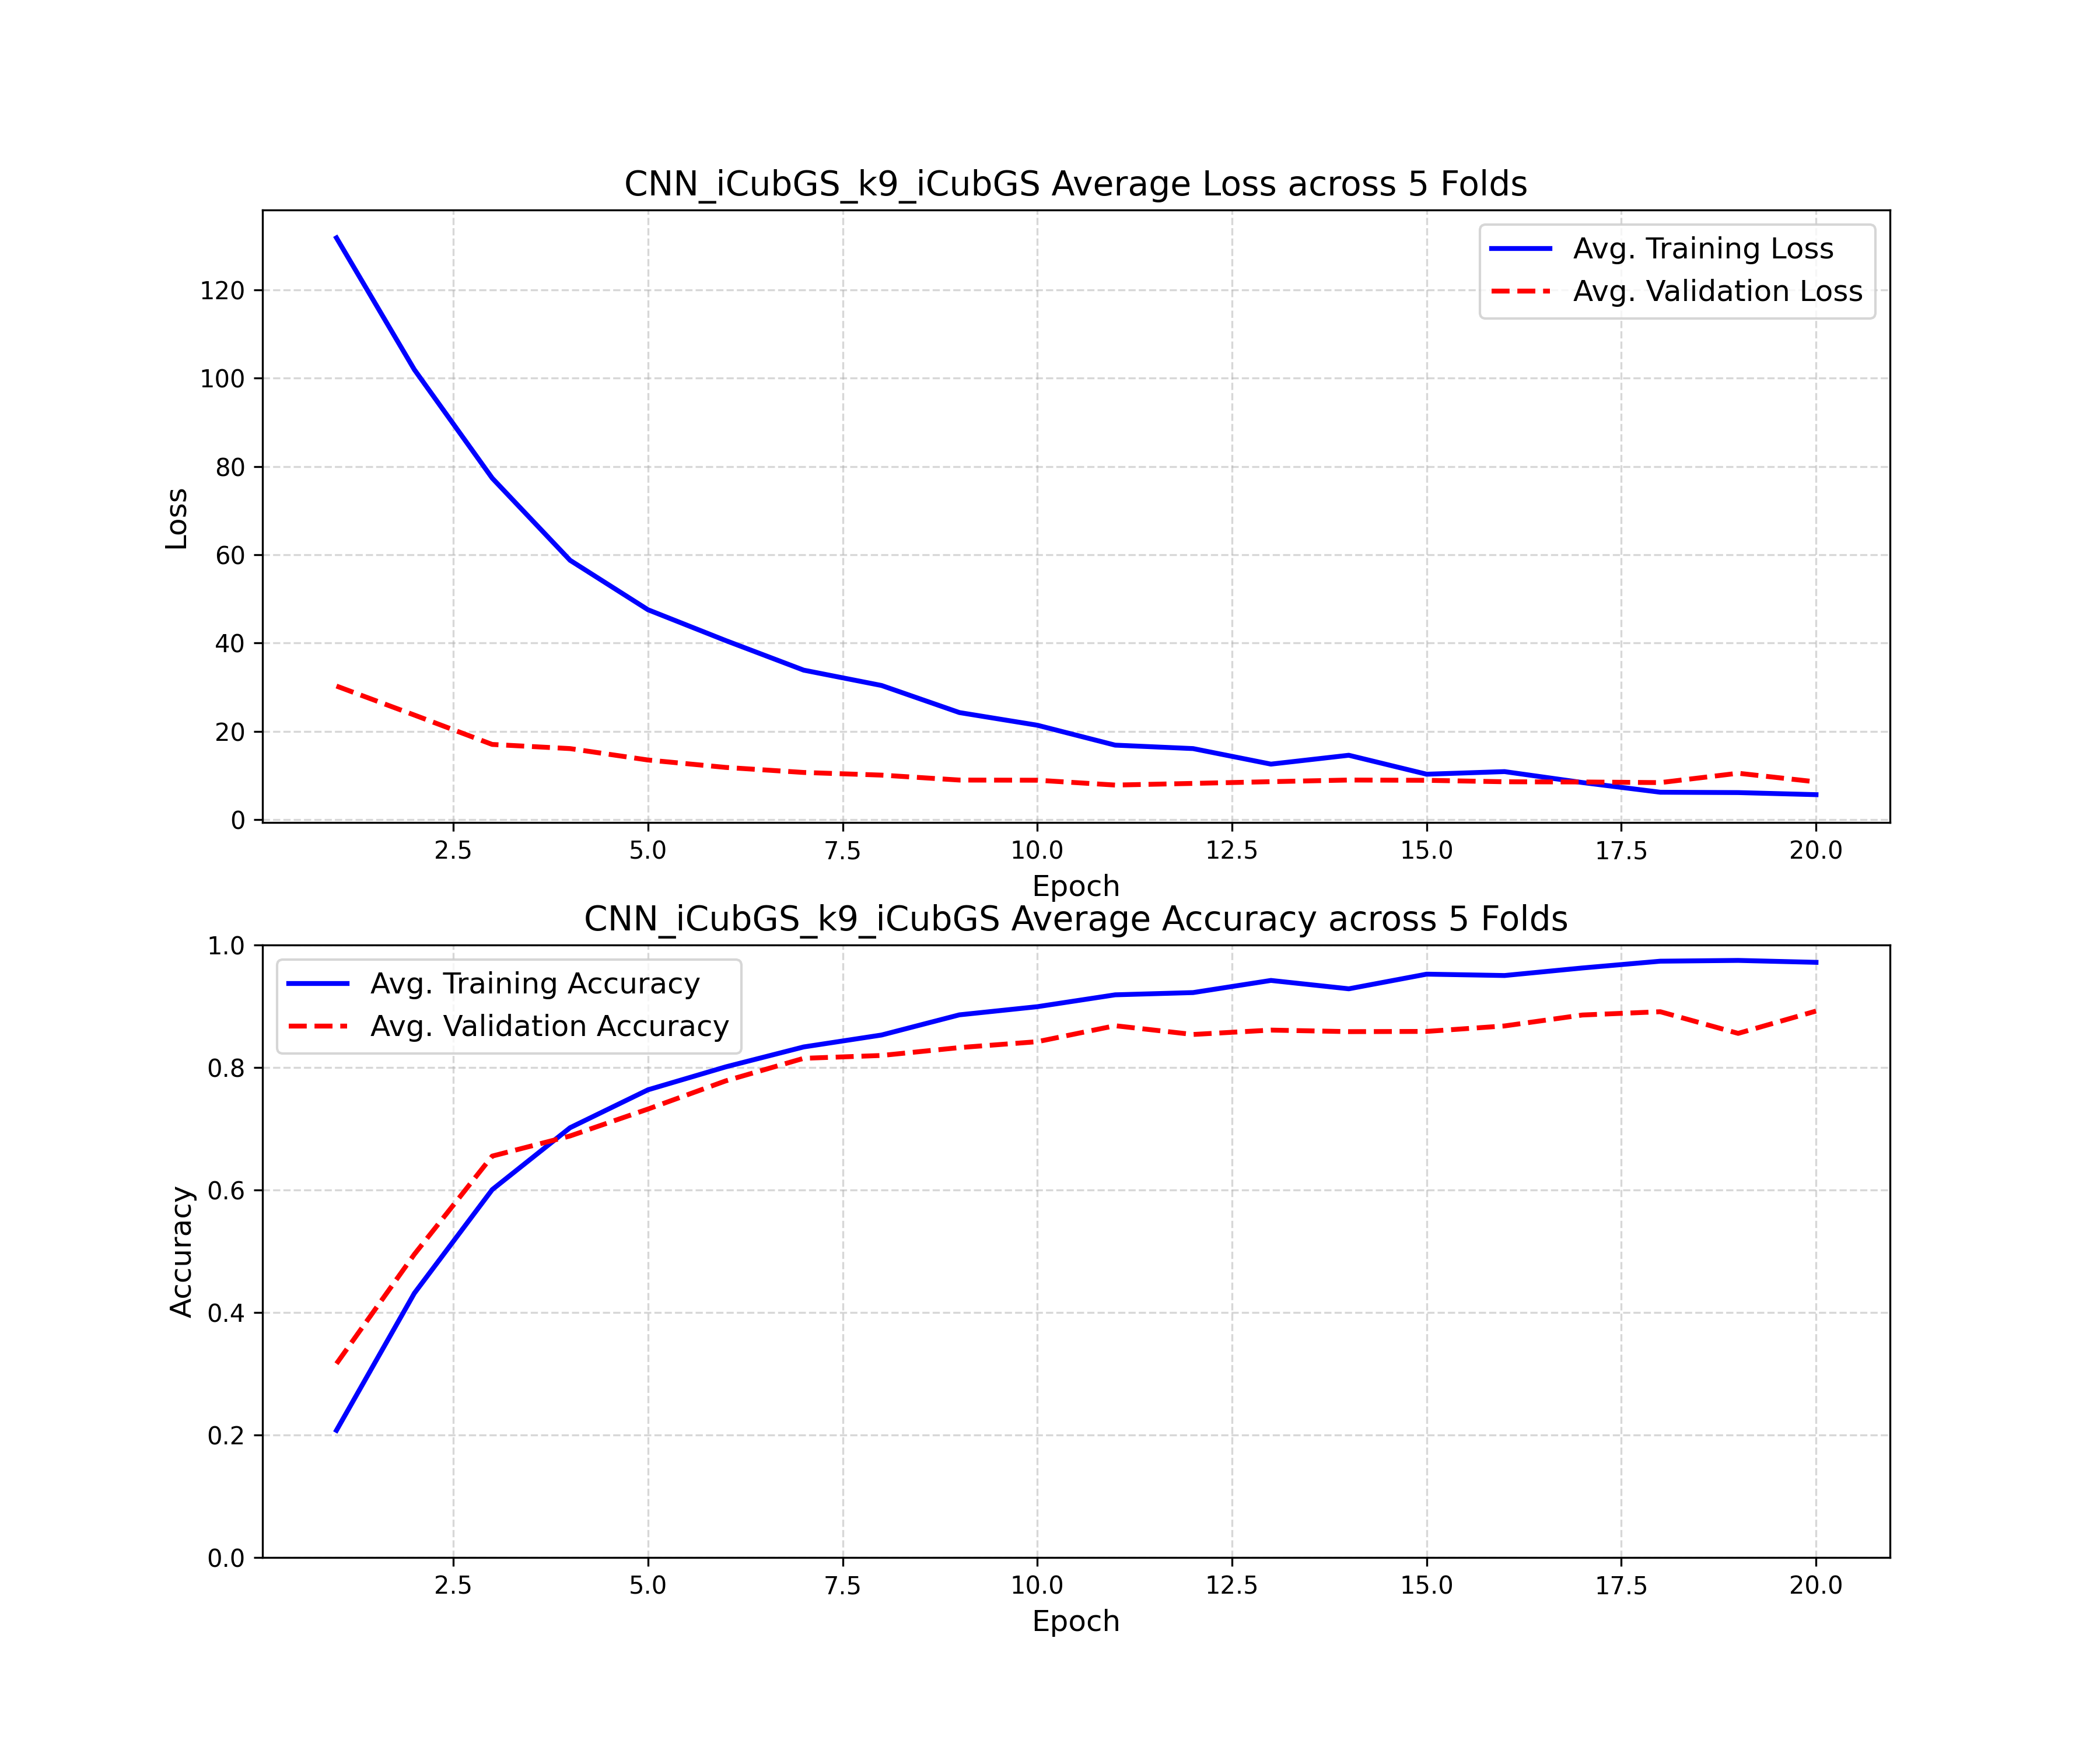 CNN_iCubGS_k9_iCubGS Average Loss across 5 Folds
Avg. Training Loss
Avg. Validation Loss
120
100
80
60
40
20
0
Loss
2.5 5.0 7.5 10.0 12.5 15.0 17.5 20.0
Epoch
CNN_iCubGS_k9_iCubGS Average Accuracy across 5 Folds
Avg. Training Accuracy
Avg. Validation Accuracy
1.0
0.8
0.6
0.4
0.2
0.0
Accuracy
2.5 5.0 7.5 10.0 12.5 15.0 17.5 20.0
Epoch